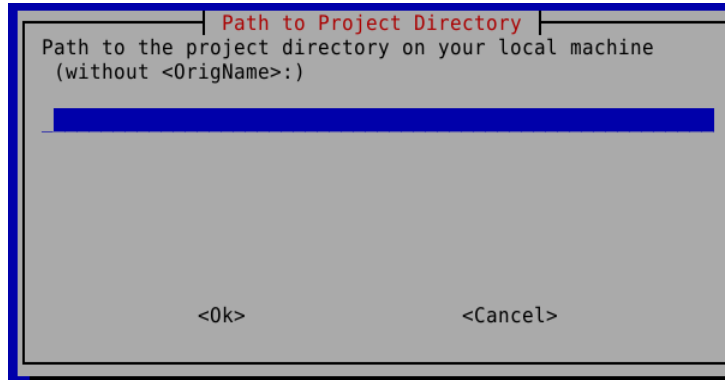 Path to Project Directory
Path to the project directory on your local machine
(without <OrigName>:)
<Ok> <Cancel>